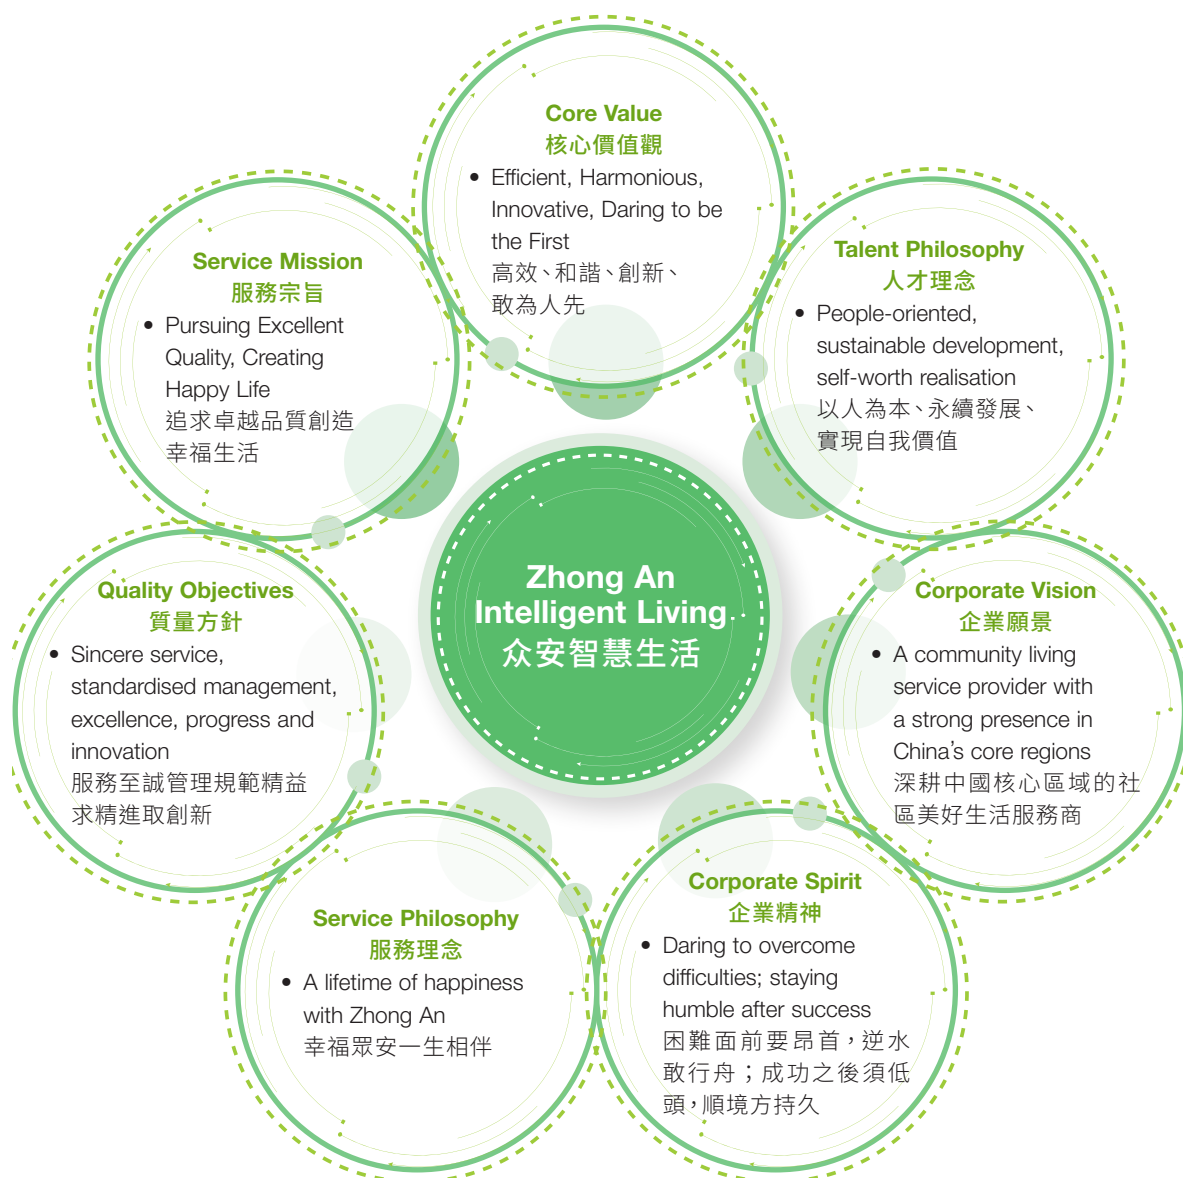 Core Value
核心價值觀
• Efficient, Harmonious,
Innovative, Daring to be
the First
高效、和諧、創新、
敢為人先
Talent Philosophy
人才理念
• People-oriented,
sustainable development,
self-worth realisation
以人為本、永續發展、
實現自我價值
Service Mission
服務宗旨
• Pursuing Excellent
Quality, Creating
Happy Life
追求卓越品質創造
幸福生活
Zhong An
Intelligent Living
众安智慧生活
Quality Objectives
質量方針
• Sincere service,
standardised management,
excellence, progress and
innovation
服務至誠管理規範精益
求精進取創新
Corporate Vision
企業願景
• A community living
service provider with
a strong presence in
China's core regions
深耕中國核心區域的社
區美好生活服務商
Service Philosophy
服務理念
• A lifetime of happiness
with Zhong An
幸福眾安一生相伴
Corporate Spirit
企業精神
• Daring to overcome
difficulties; staying
humble after success
困難面前要昂首，逆水
敢行舟；成功之後須低
頭，順境方持久